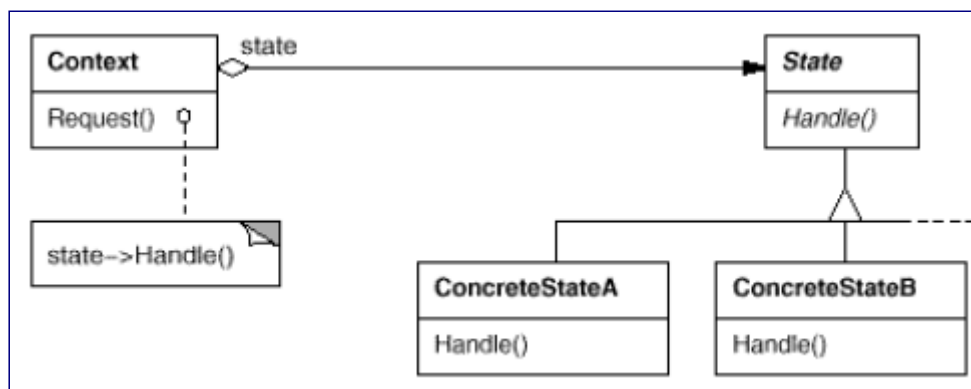 state
Context
State
Request()
Handle()
state->Handle()
ConcreteStateA
ConcreteStateB
Handle()
Handle()